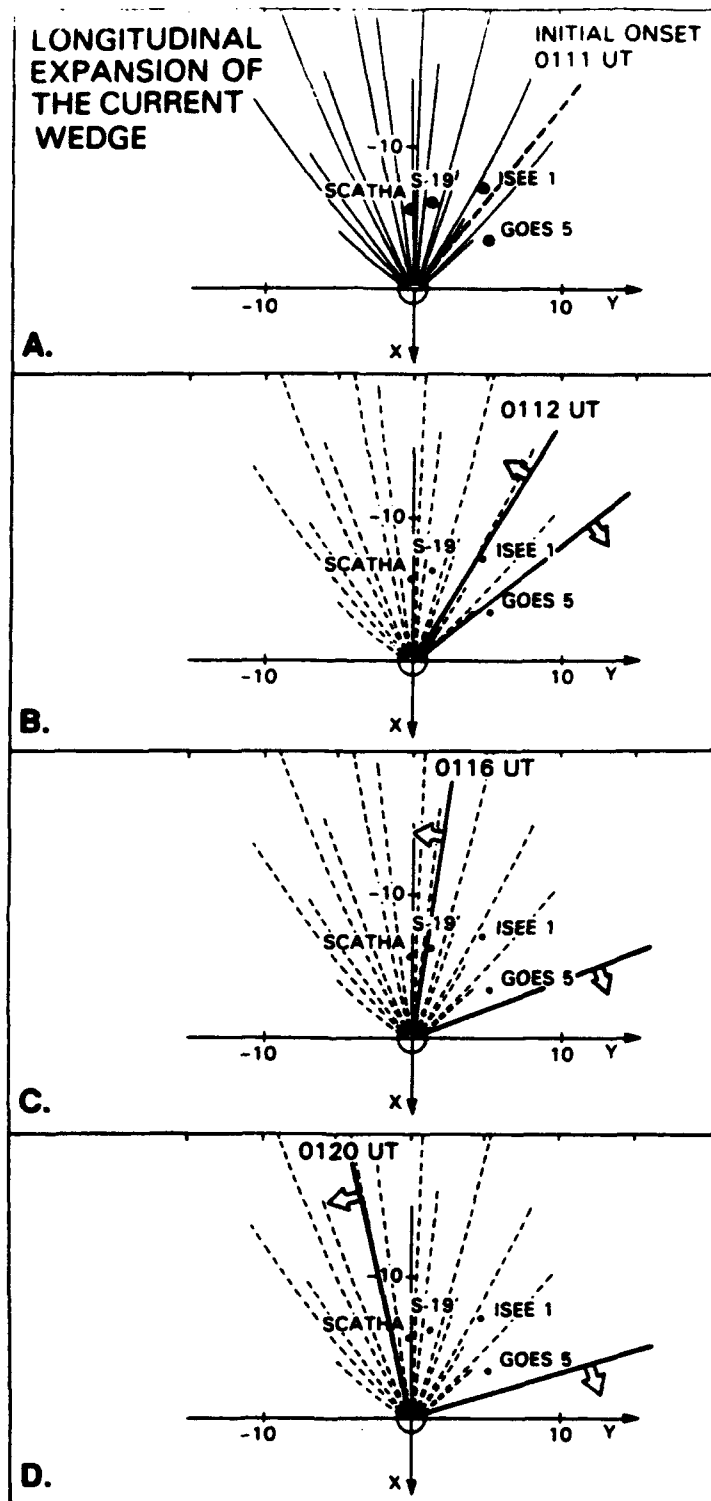 LONGITUDINAL
EXPANSION OF
THE CURRENT
WEDGE
INITIAL ONSET
0111 UT
-10
SCATHA
S-19'
ISEE 1
GOES 5
-10
10
Y
X
A.
0112 UT
-10
SCATHA
S-19'
ISEE 1
GOES 5
-10
10
Y
X
B.
0116 UT
-10
SCATHA
S-19'
ISEE 1
GOES 5
-10
10
Y
X
C.
0120 UT
-10
SCATHA
S-19'
ISEE 1
GOES 5
-10
10
Y
X
D.